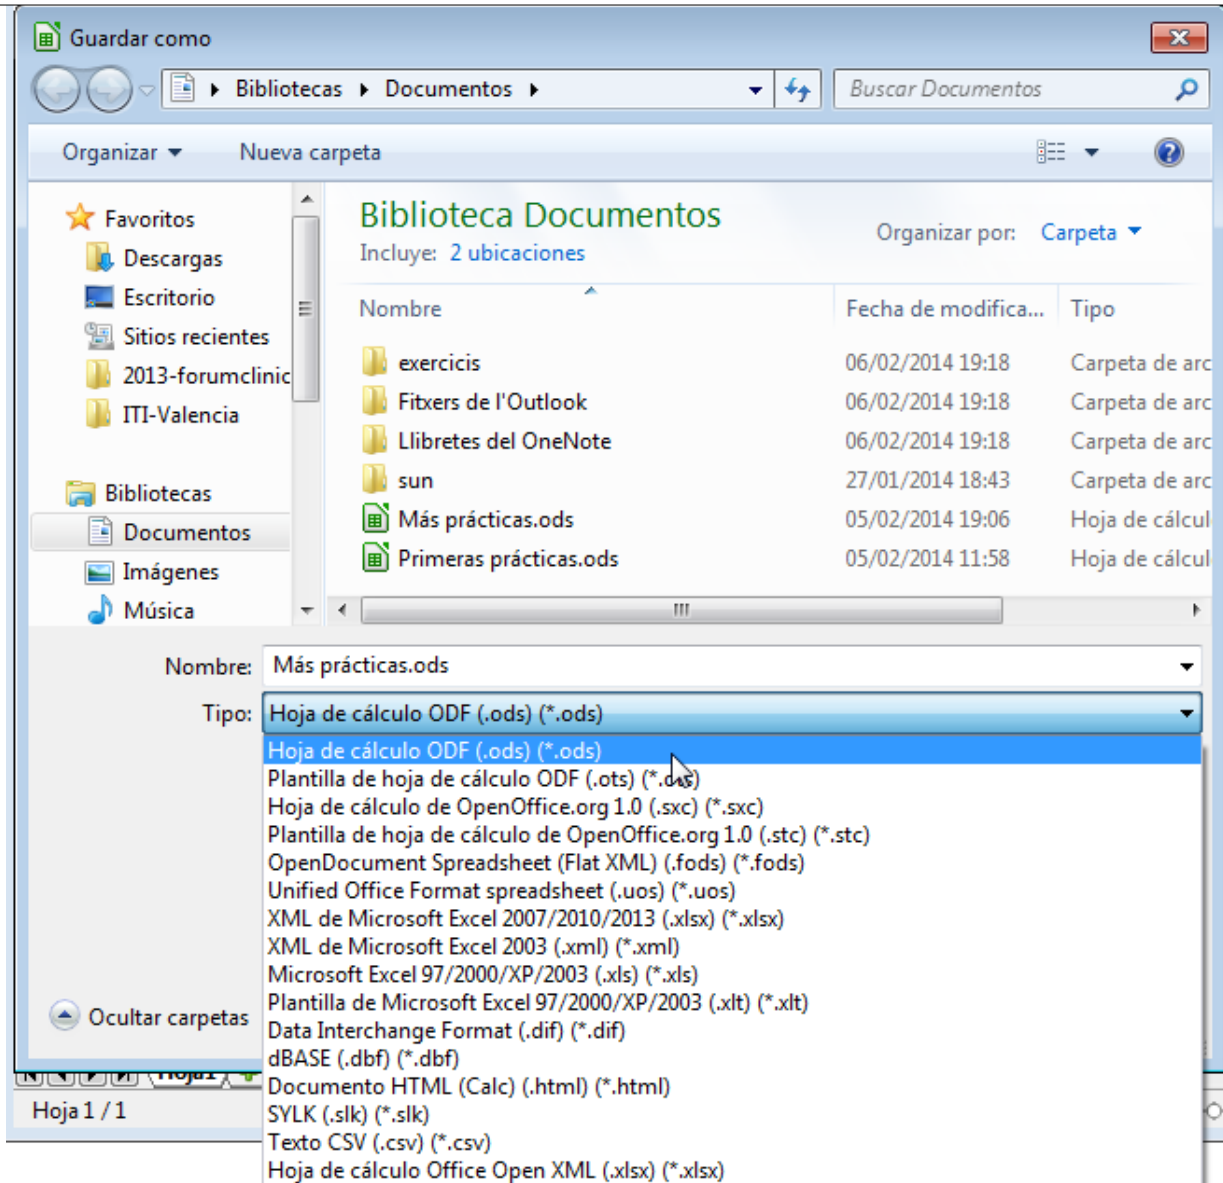 Guardar como
Bibliotecas Documentos
Buscar Documentos
Organizar Nueva carpeta
Favoritos
Descargas
Escritorio
Sitios recientes
2013-forumclinic
ITI-Valencia
Bibliotecas
Documentos
Imágenes
Música
Biblioteca Documentos
Incluye: 2 ubicaciones
Organizar por: Carpeta
Nombre Fecha de modifica... Tipo
exercicis 06/02/2014 19:18 Carpeta de arc
Fitxers de l'Outlook 06/02/2014 19:18 Carpeta de arc
Llibretes del OneNote 06/02/2014 19:18 Carpeta de arc
sun 27/01/2014 18:43 Carpeta de arc
Más prácticas.ods 05/02/2014 19:06 Hoja de cálcul
Primeras prácticas.ods 05/02/2014 11:58 Hoja de cálcul
Nombre: Más prácticas.ods
Tipo: Hoja de cálculo ODF (.ods) (*.ods)
Hoja de cálculo ODF (.ods) (*.ods)
Plantilla de hoja de cálculo ODF (.ots)
Hoja de cálculo de OpenOffice.org 1.0 (.sxc) (*.sxc)
Plantilla de hoja de cálculo de OpenOffice.org 1.0 (.stc) (*.stc)
OpenDocument Spreadsheet (Flat XML) (.fods) (*.fods)
Unified Office Format spreadsheet (.uos) (*.uos)
XML de Microsoft Excel 2007/2010/2013 (.xlsx) (*.xlsx)
XML de Microsoft Excel 2003 (.xml) (*.xml)
Microsoft Excel 97/2000/XP/2003 (.xls) (*.xls)
Plantilla de Microsoft Excel 97/2000/XP/2003 (.xlt) (*.xlt)
Data Interchange Format (.dif) (*.dif)
dBASE (.dbf) (*.dbf)
Documento HTML (Calc) (.html) (*.html)
SYLK (.slk) (*.slk)
Texto CSV (.csv) (*.csv)
Hoja de cálculo Office Open XML (.xlsx) (*.xlsx)
Ocultar carpetas
Hoja1
Hoja 1 / 1